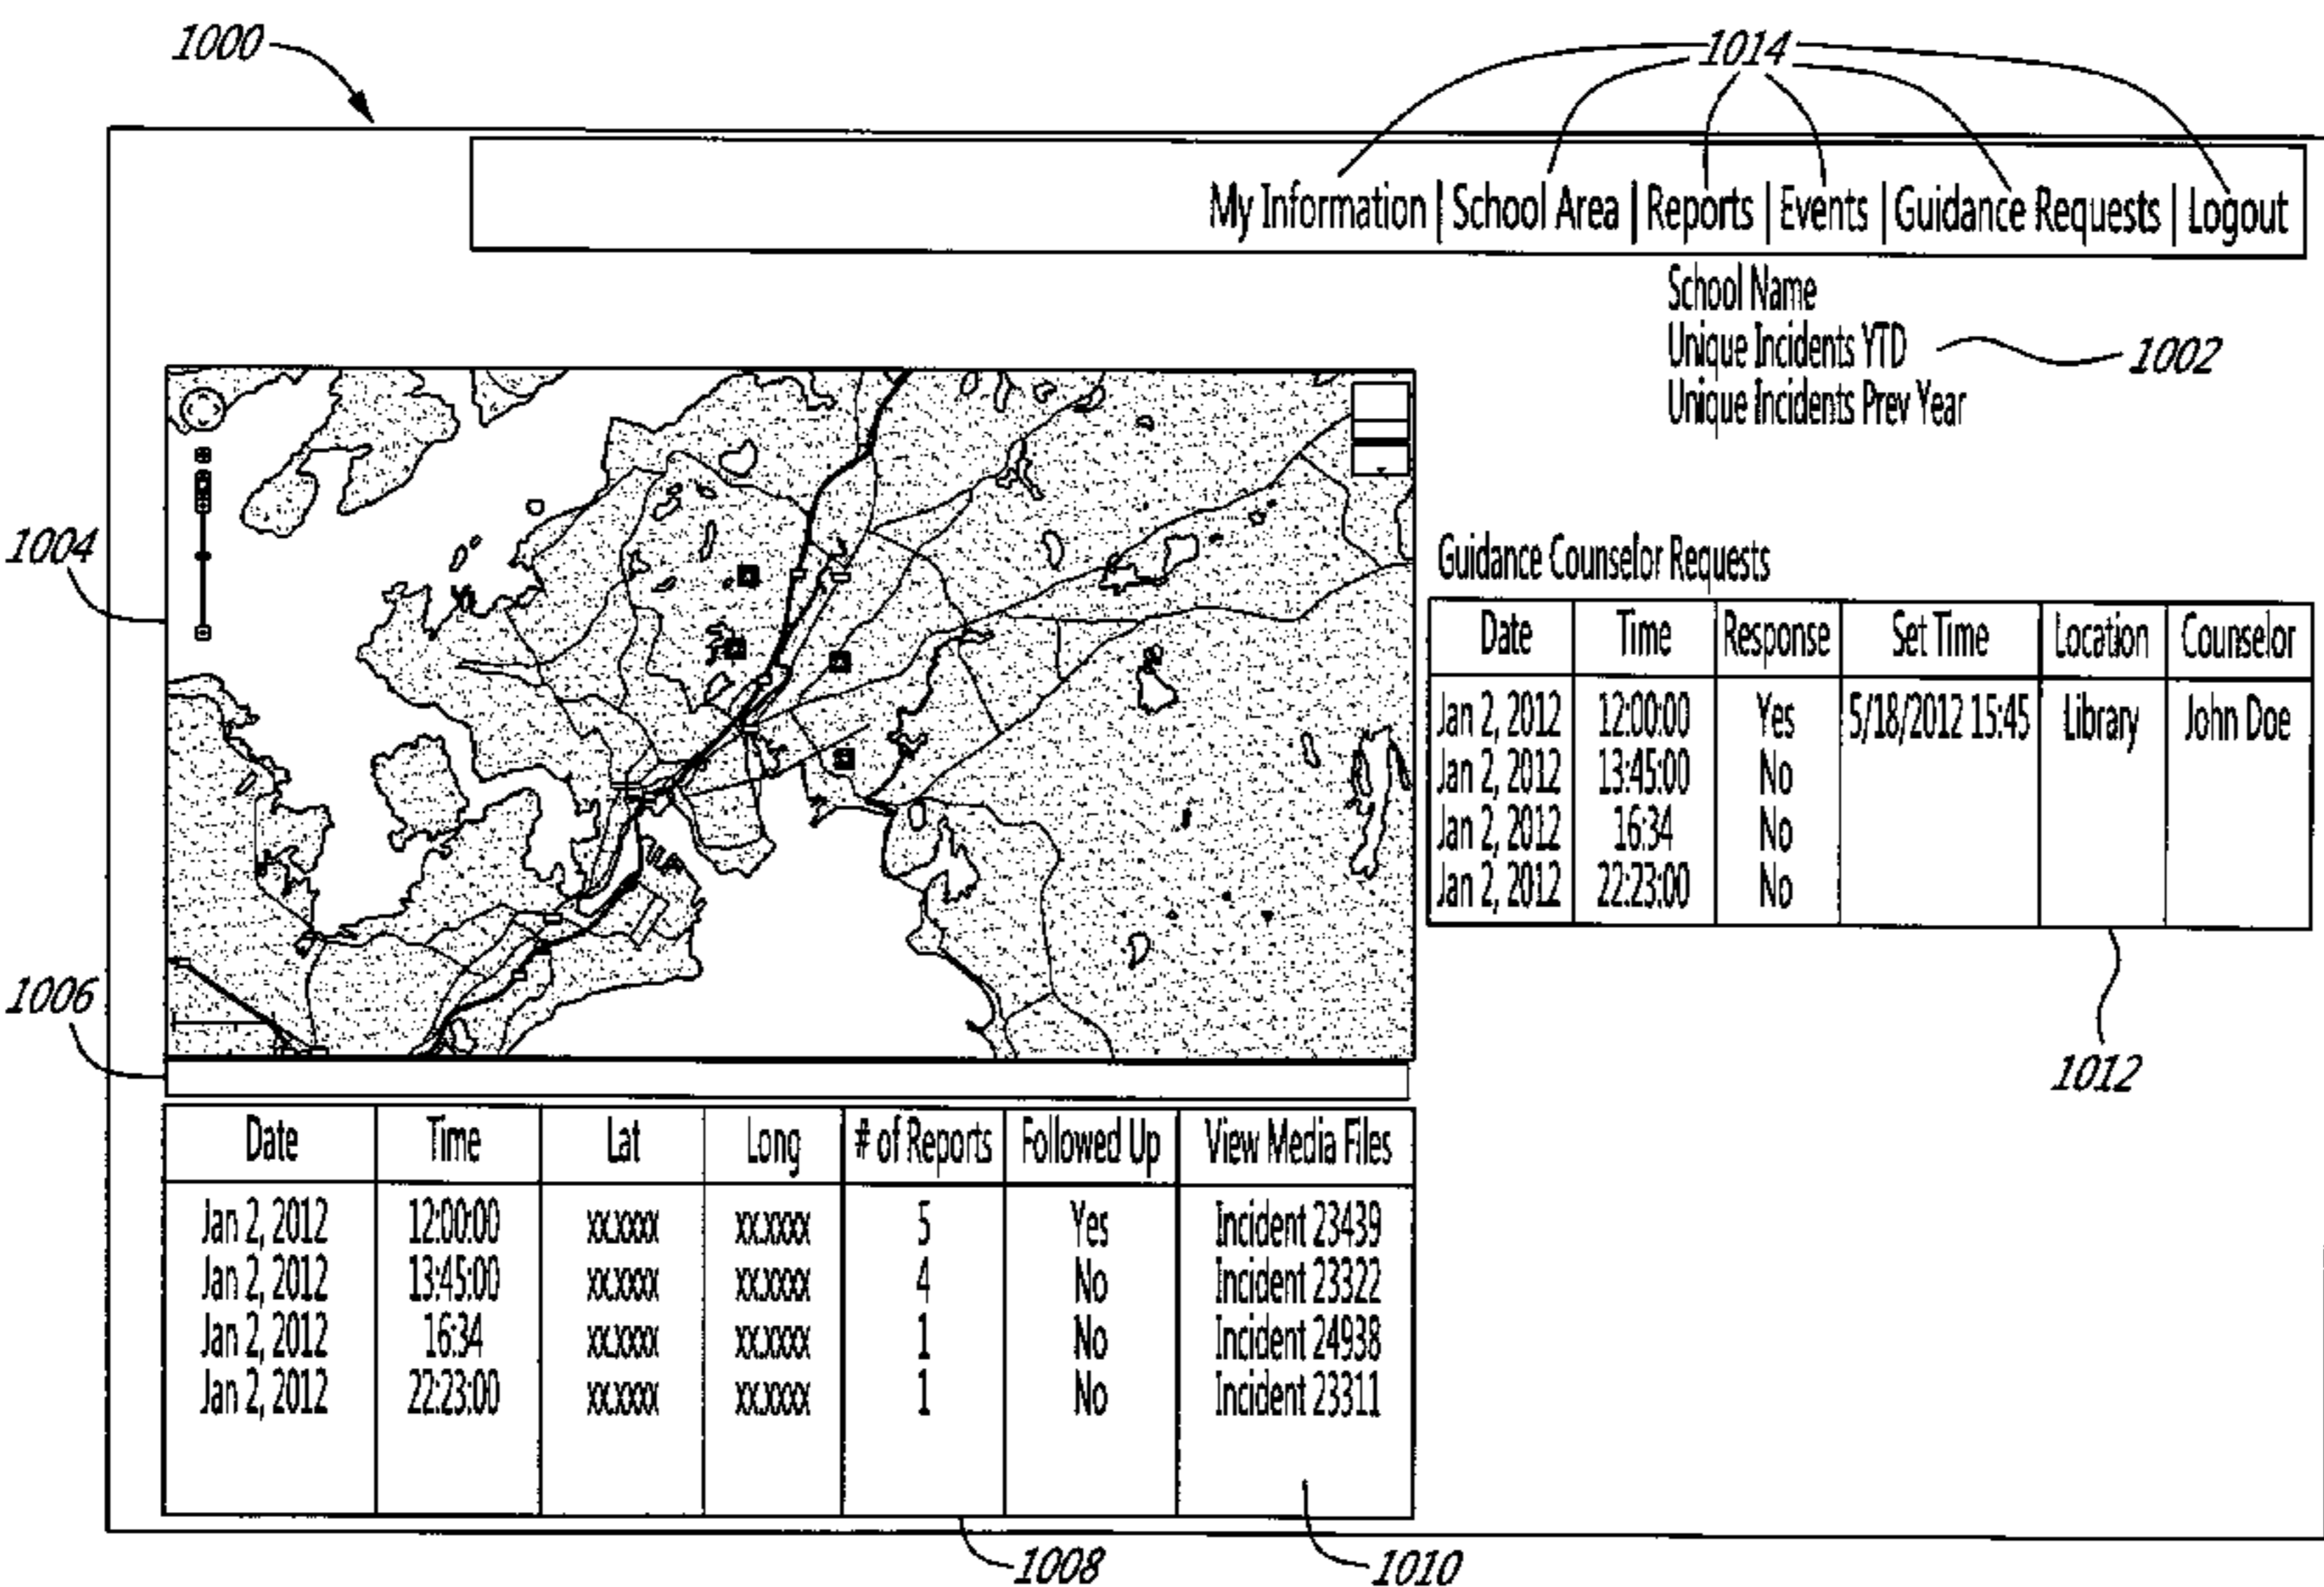 1000
1014
My Information | School Area | Reports | Events | Guidance Requests | Logout
School Name
Unique Incidents YTD
1002
Unique Incidents Prev Year
1004
Guidance Counselor Requests
Date Time Response Set Time Location Counselor
Jan 2, 2012 12:00:00 Yes 5/18/2012 15:45 Library John Doe
Jan 2, 2012 13:45:00 No
Jan 2, 2012 16:34 No
Jan 2, 2012 22:23:00 No
1006
1012
Date Time Lat Long # of Reports Followed Up View Media Files
Jan 2, 2012 12:00:00 xx.xxxx xx.xxxx 5 Yes Incident 23439
Jan 2, 2012 13:45:00 xx.xxxx xx.xxxx 4 No Incident 23322
Jan 2, 2012 16:34 xx.xxxx xx.xxxx 1 No Incident 24938
Jan 2, 2012 22:23:00 xx.xxxx xx.xxxx 1 No Incident 23311
1008
1010